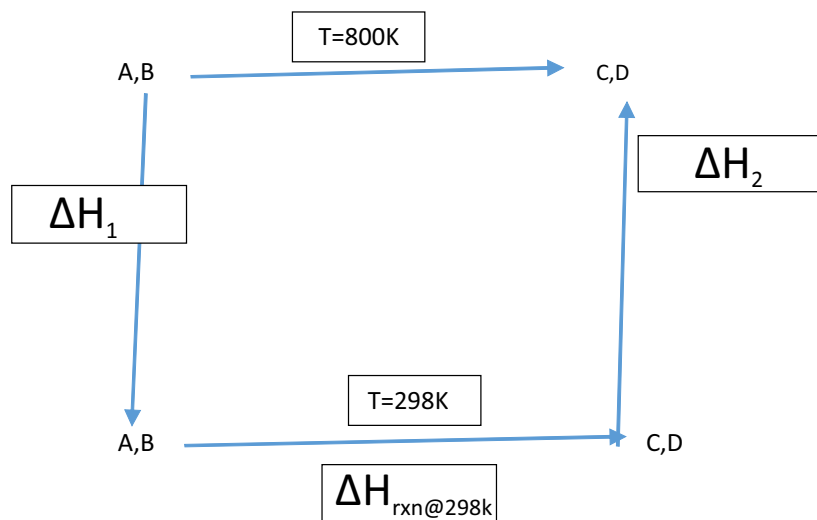 T=800K
A,B
C,D
ΔH₂
ΔH₁
T=298K
A,B
C,D
ΔHrxn@298k